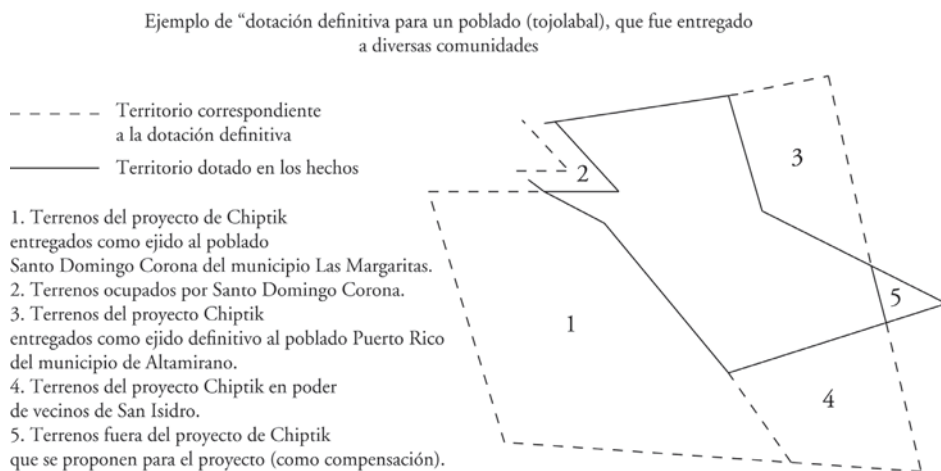 Ejemplo de “dotación definitiva para un poblado (tojolabal), que fue entregado
a diversas comunidades
Territorio correspondiente
a la dotación definitiva
Territorio dotado en los hechos
1. Terrenos del proyecto de Chiptik
entregados como ejido al poblado
Santo Domingo Corona del municipio Las Margaritas.
2. Terrenos ocupados por Santo Domingo Corona.
3. Terrenos del proyecto Chiptik
entregados como ejido definitivo al poblado Puerto Rico
del municipio de Altamirano.
4. Terrenos del proyecto Chiptik en poder
de vecinos de San Isidro.
5. Terrenos fuera del proyecto de Chiptik
que se proponen para el proyecto (como compensación).
3
2
5
1
4